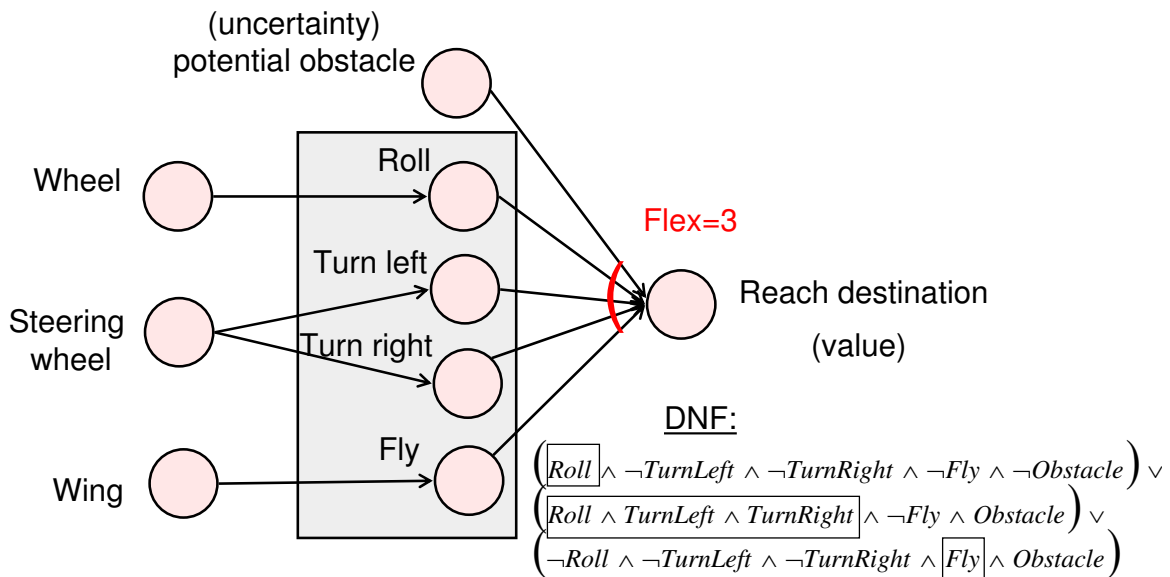 (uncertainty)
potential obstacle
Roll
Wheel
Flex=3
Turn left
Reach destination
Steering
wheel
Turn right
(value)
DNF:
Fly
Wing
(Roll ∧ ¬TurnLeft ∧ ¬TurnRight ∧ ¬Fly ∧ ¬Obstacle) ∨
(Roll ∧ TurnLeft ∧ TurnRight ∧ ¬Fly ∧ Obstacle) ∨
(¬Roll ∧ ¬TurnLeft ∧ ¬TurnRight ∧ Fly ∧ Obstacle)